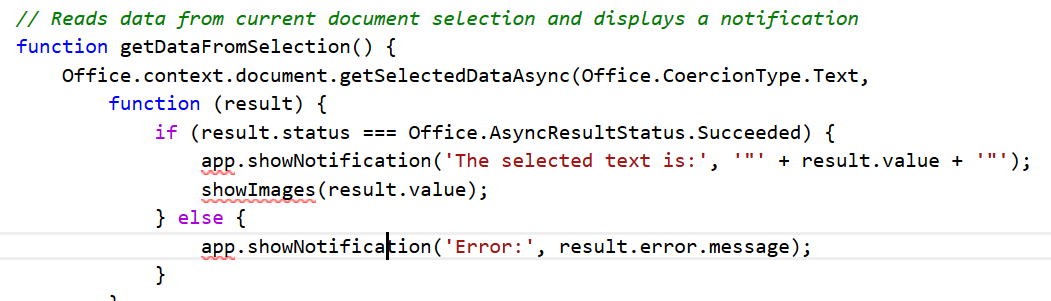 // Reads data from current document selection and displays a notification
function getDataFromSelection() {
    Office.context.document.getSelectedDataAsync(Office.CoercionType.Text,
        function (result) {
            if (result.status === Office.AsyncResultStatus.Succeeded) {
                app.showNotification('The selected text is:', '"' + result.value + '"');
                showImages(result.value);
            } else {
                app.showNotification('Error:', result.error.message);
            }